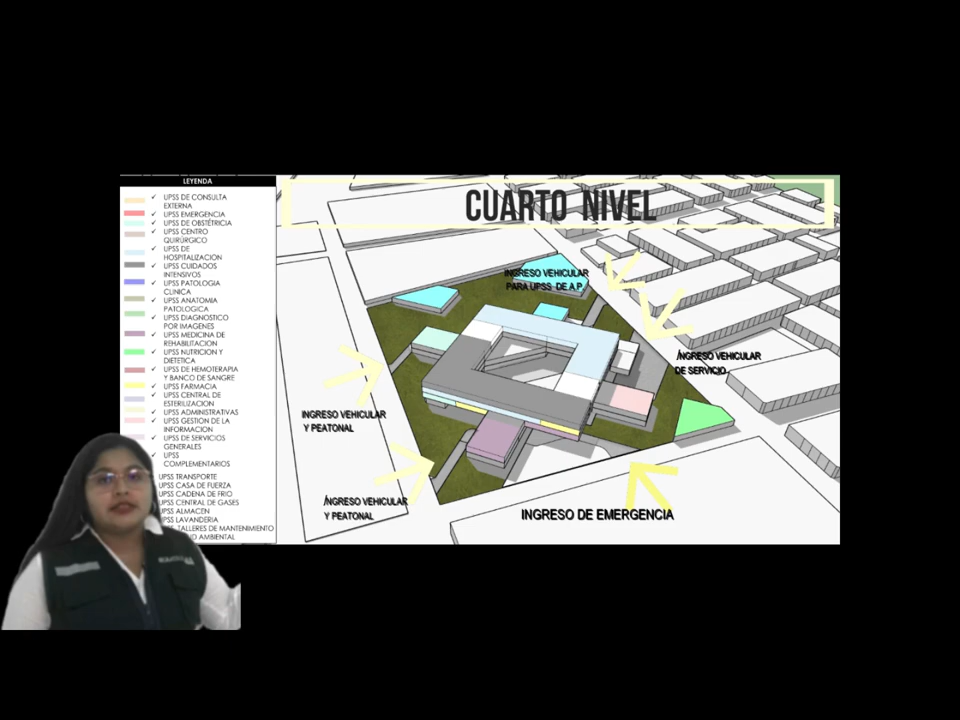 LEYENDA
UPSS DE CONSULTA
EXTERNA
UPSS EMERGENCIA
UPSS DE OBSTÉTRICIA
UPSS CENTRO
QUIRURGICO
UPSS DE
HOSPITALIZACION
UPSS CUIDADOS
INTENSIVOS
UPSS PATOLOGIA
CLINICA
UPSS ANATOMIA
PATOLOGICA
UPSS DIAGNOSTICO
POR IMAGENES
UPSS MEDICINA DE
REHABILITACION
UPSS NUTRICION Y
DIETETICA
UPSS DE HEMOTERAPIA
Y BANCO DE SANGRE
UPSS FARMACIA
UPSS CENTRAL DE
ESTERILIZACION
UPSS ADMINISTRATIVAS
UPSS GESTION DE LA
INFORMACION
UPSS DE SERVICIOS
GENERALES
UPSS
COMPLEMENTARIOS
UPSS TRANSPORTE
UPSS CASA DE FUERZA
UPSS CADENA DE FRIO
UPSS CENTRAL DE GASES
UPSS ALMACEN
UPSS LAVANDERIA
TALLERES DE MANTENIMIENTO
AMBIENTAL
CUARTO NIVEL
INGRESO VEHICULAR
PARA UPSS DE A.P.
INGRESO VEHICULAR
DE SERVICIO
INGRESO VEHICULAR
Y PEATONAL
INGRESO VEHICULAR
Y PEATONAL
INGRESO DE EMERGENCIA